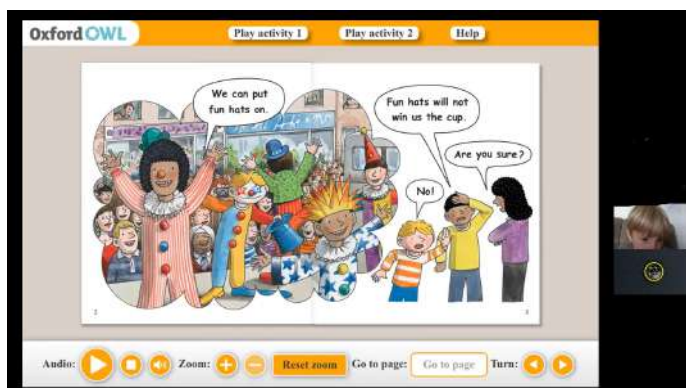 Oxford OWL
Play activity 1
Play activity 2
Help
We can put
fun hats on.
Fun hats will not
win us the cup.
Are you sure?
No!
2
3
Audio:
Zoom:
Reset zoom
Go to page:
Go to page
Turn: